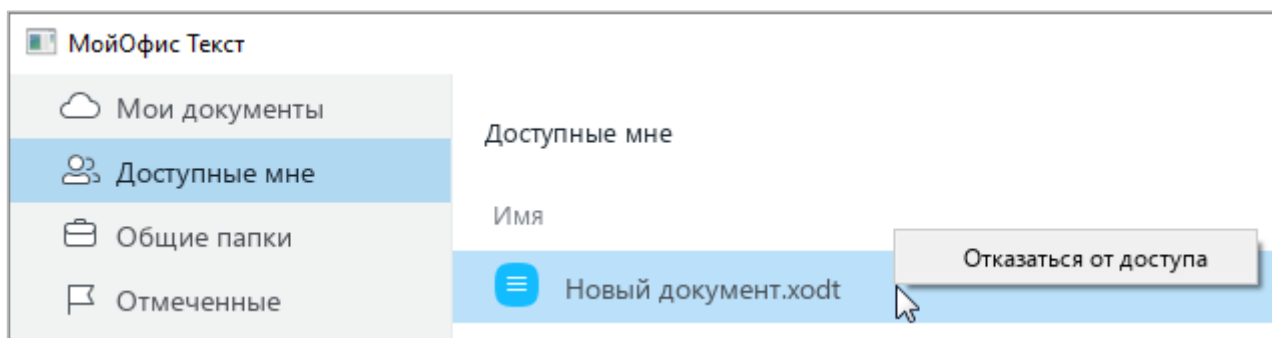 МойОфис Текст
Мои документы
Доступные мне
Общие папки
Отмеченные
Доступные мне
Имя
Новый документ.xodt
Отказаться от доступа